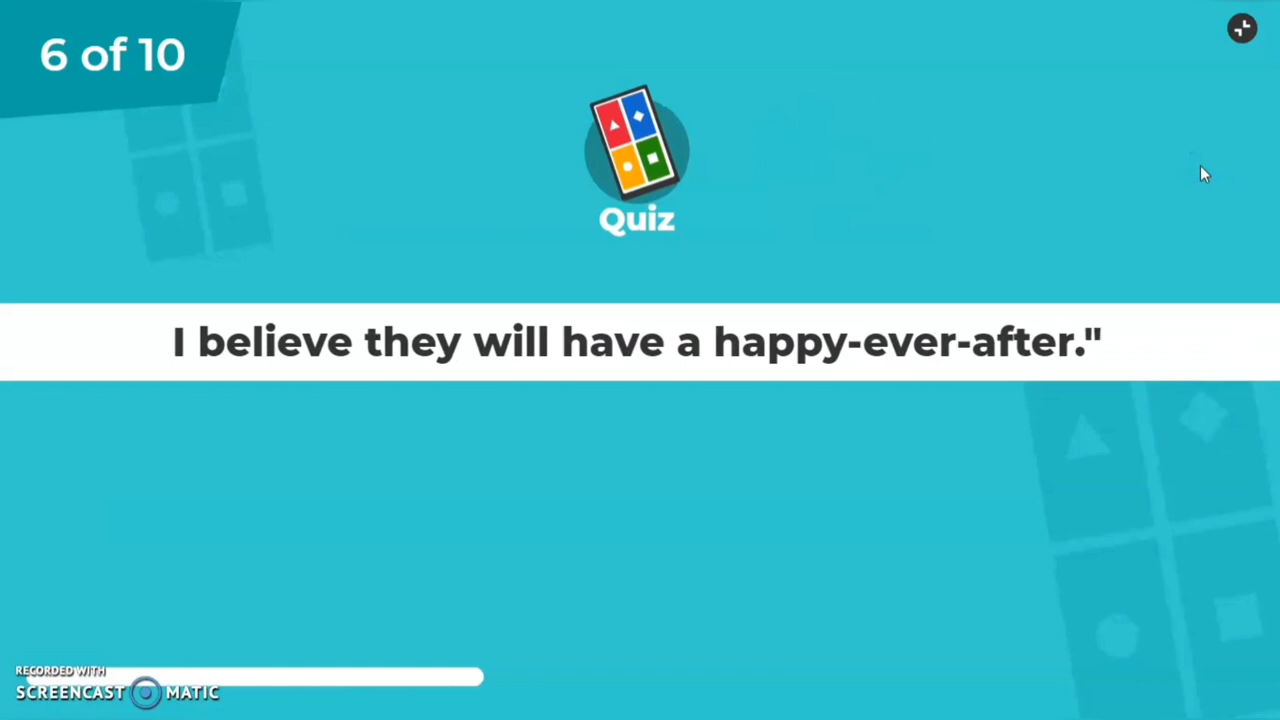 6 of 10
Quiz
I believe they will have a happy-ever-after."
RECORDED WITH
SCREENCAST MATIC